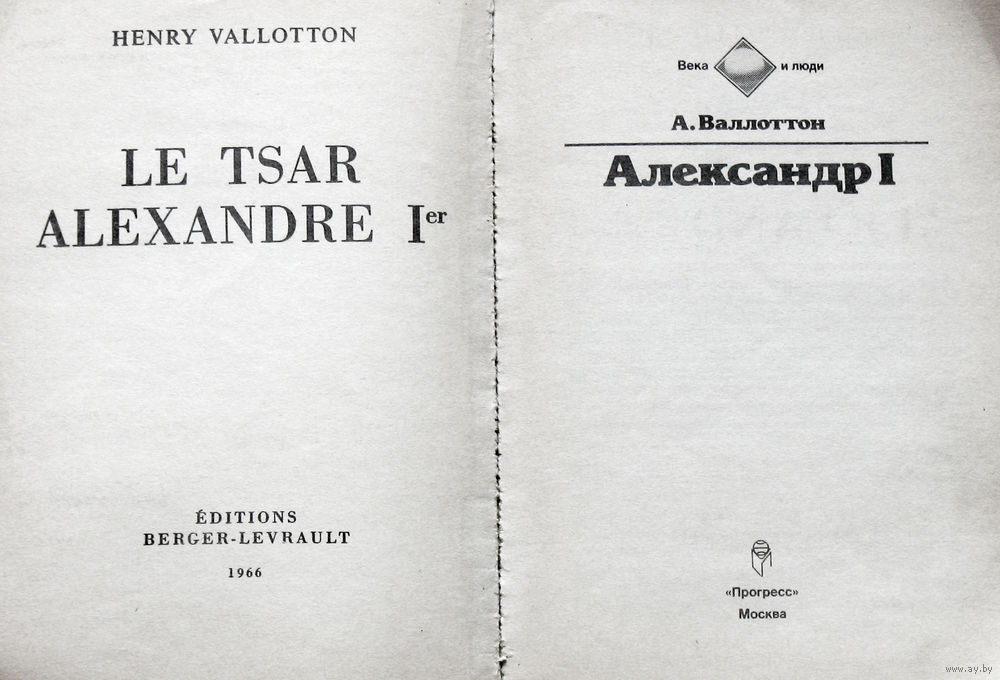 HENRY VALLOTTON
LE TSAR
ALEXANDRE Ier
ÉDITIONS
BERGER-LEVRAULT
1966
Века и люди
А. Валлоттон
Александр I
«Прогресс»
Москва
www.ay.by